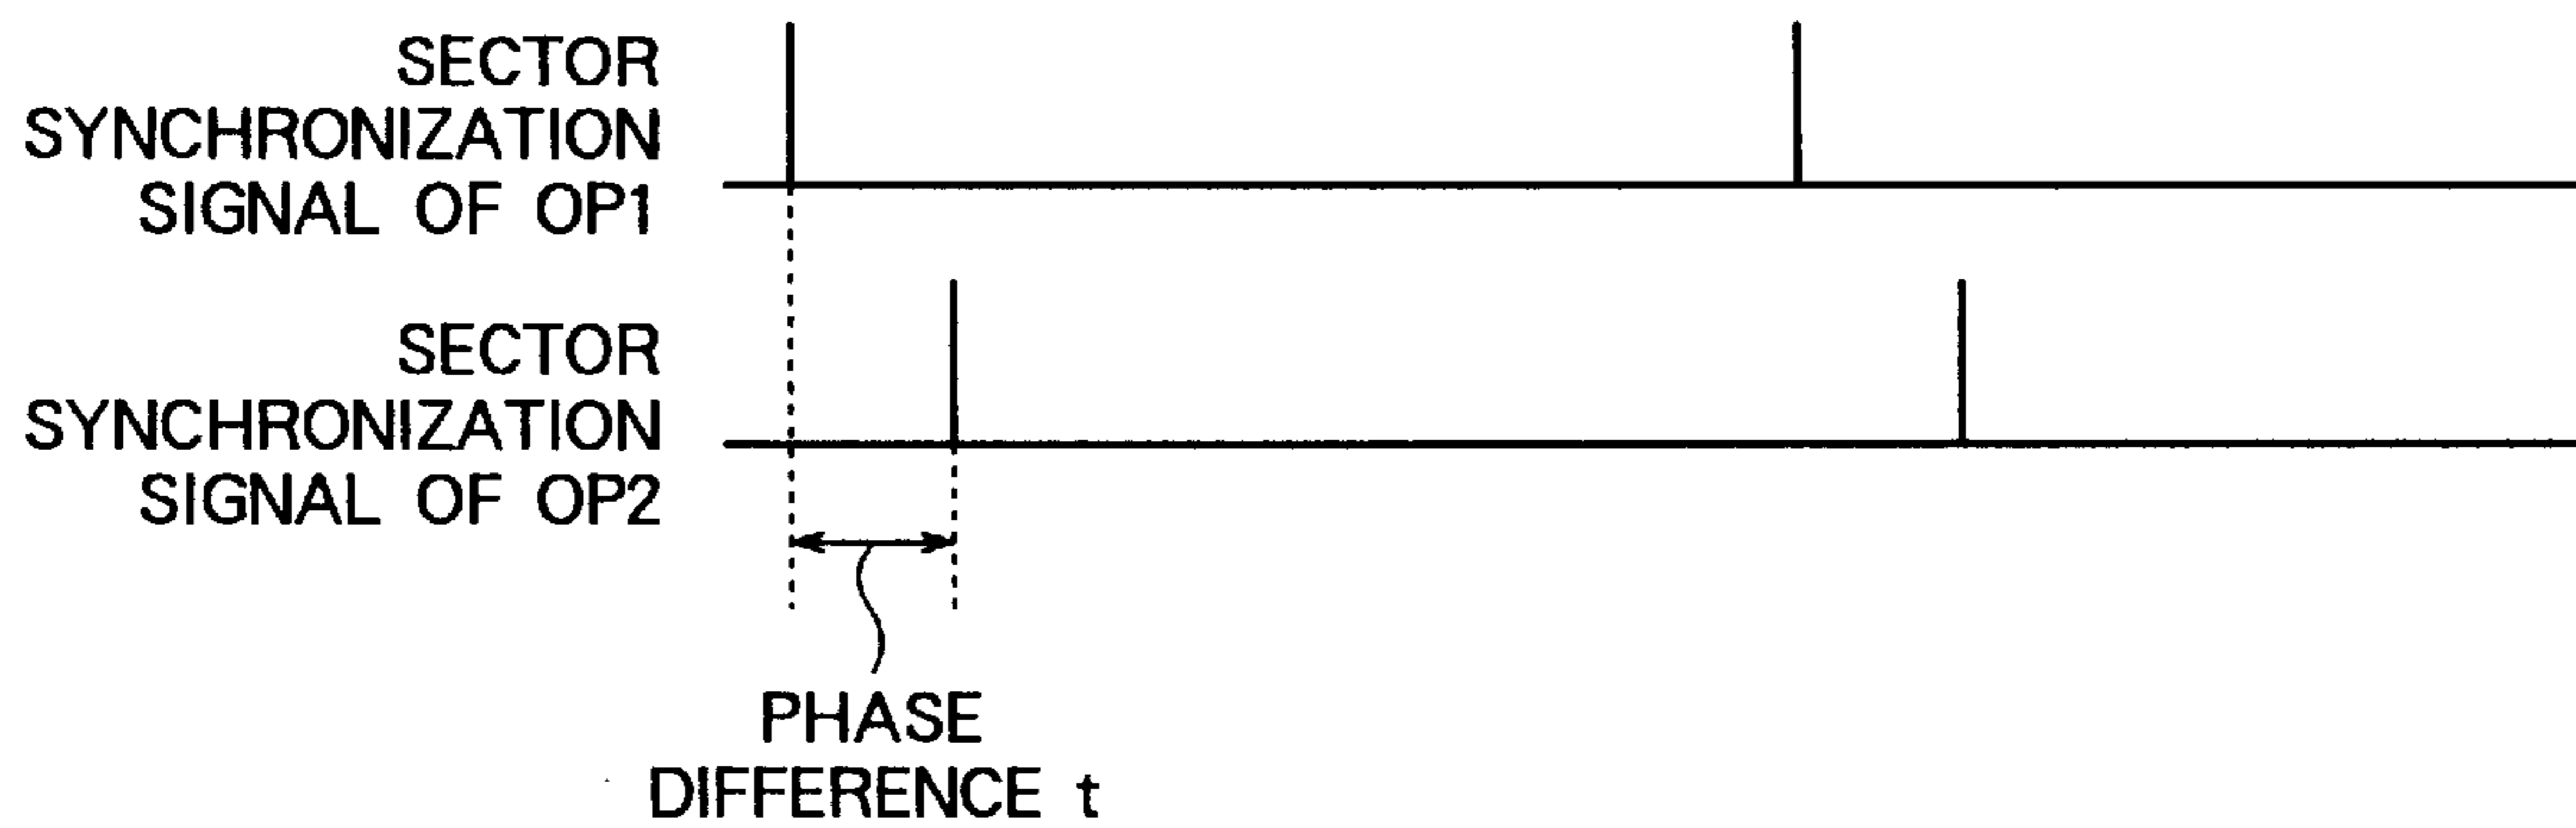 SECTOR
SYNCHRONIZATION
SIGNAL OF OP1
SECTOR
SYNCHRONIZATION
SIGNAL OF OP2
PHASE
DIFFERENCE t